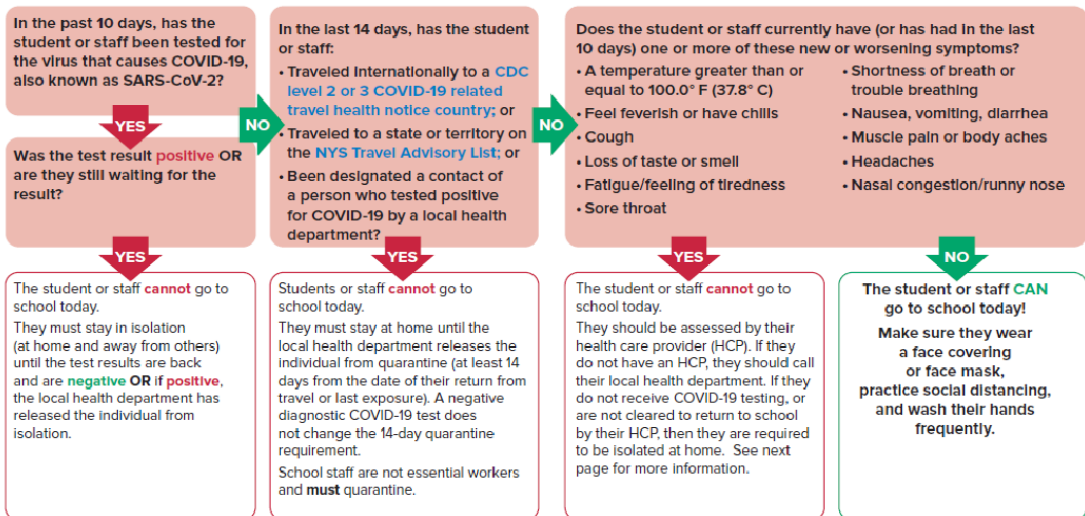 In the past 10 days, has the
student or staff been tested for
the virus that causes COVID-19,
also known as SARS-CoV-2?
YES
Was the test result positive OR
are they still waiting for the
result?
YES
The student or staff cannot go to
school today.
They must stay in isolation
(at home and away from others)
until the test results are back
and are negative OR if positive,
the local health department has
released the individual from
isolation.
NO
In the last 14 days, has the student
or staff:
• Traveled Internationally to a CDC
level 2 or 3 COVID-19 related
travel health notice country; or
• Traveled to a state or territory on
the NYS Travel Advisory List; or
• Been designated a contact of
a person who tested positive
for COVID-19 by a local health
department?
YES
Students or staff cannot go to
school today.
They must stay at home until the
local health department releases the
individual from quarantine (at least 14
days from the date of their return from
travel or last exposure). A negative
diagnostic COVID-19 test does
not change the 14-day quarantine
requirement.
School staff are not essential workers
and must quarantine.
NO
Does the student or staff currently have (or has had in the last
10 days) one or more of these new or worsening symptoms?
• A temperature greater than or
equal to 100.0° F (37.8° C)
• Feel feverish or have chills
• Cough
• Loss of taste or smell
• Fatigue/feeling of tiredness
• Sore throat
• Shortness of breath or
trouble breathing
• Nausea, vomiting, diarrhea
• Muscle pain or body aches
• Headaches
• Nasal congestion/runny nose
YES
The student or staff cannot go to
school today.
They should be assessed by their
health care provider (HCP). If they
do not have an HCP, they should call
their local health department. If they
do not receive COVID-19 testing, or
are not cleared to return to school
by their HCP, then they are required
to be isolated at home. See next
page for more information.
NO
The student or staff CAN
go to school today!
Make sure they wear
a face covering
or face mask,
practice social distancing,
and wash their hands
frequently.